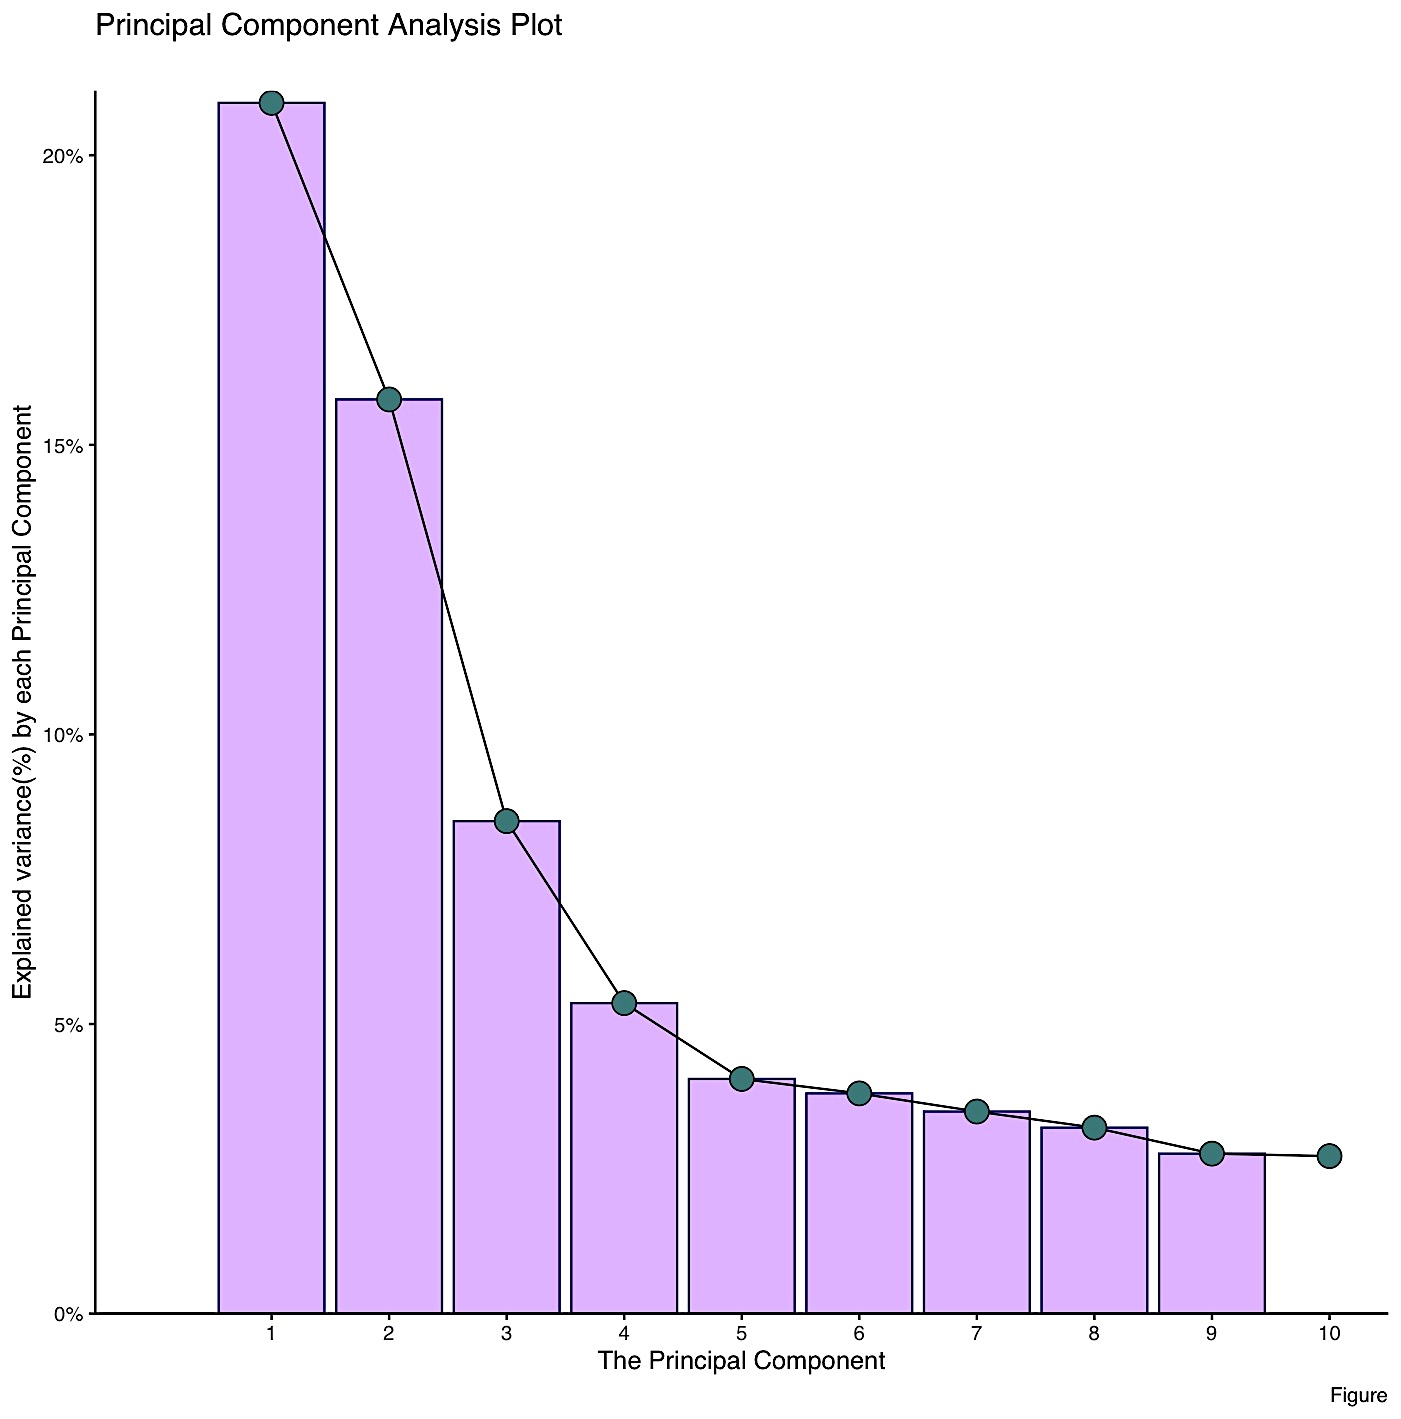 Principal Component Analysis Plot
Explained variance(%) by each Principal Component
20%
15%
10%
5%
0%
1 2 3 4 5 6 7 8 9 10
The Principal Component
Figure